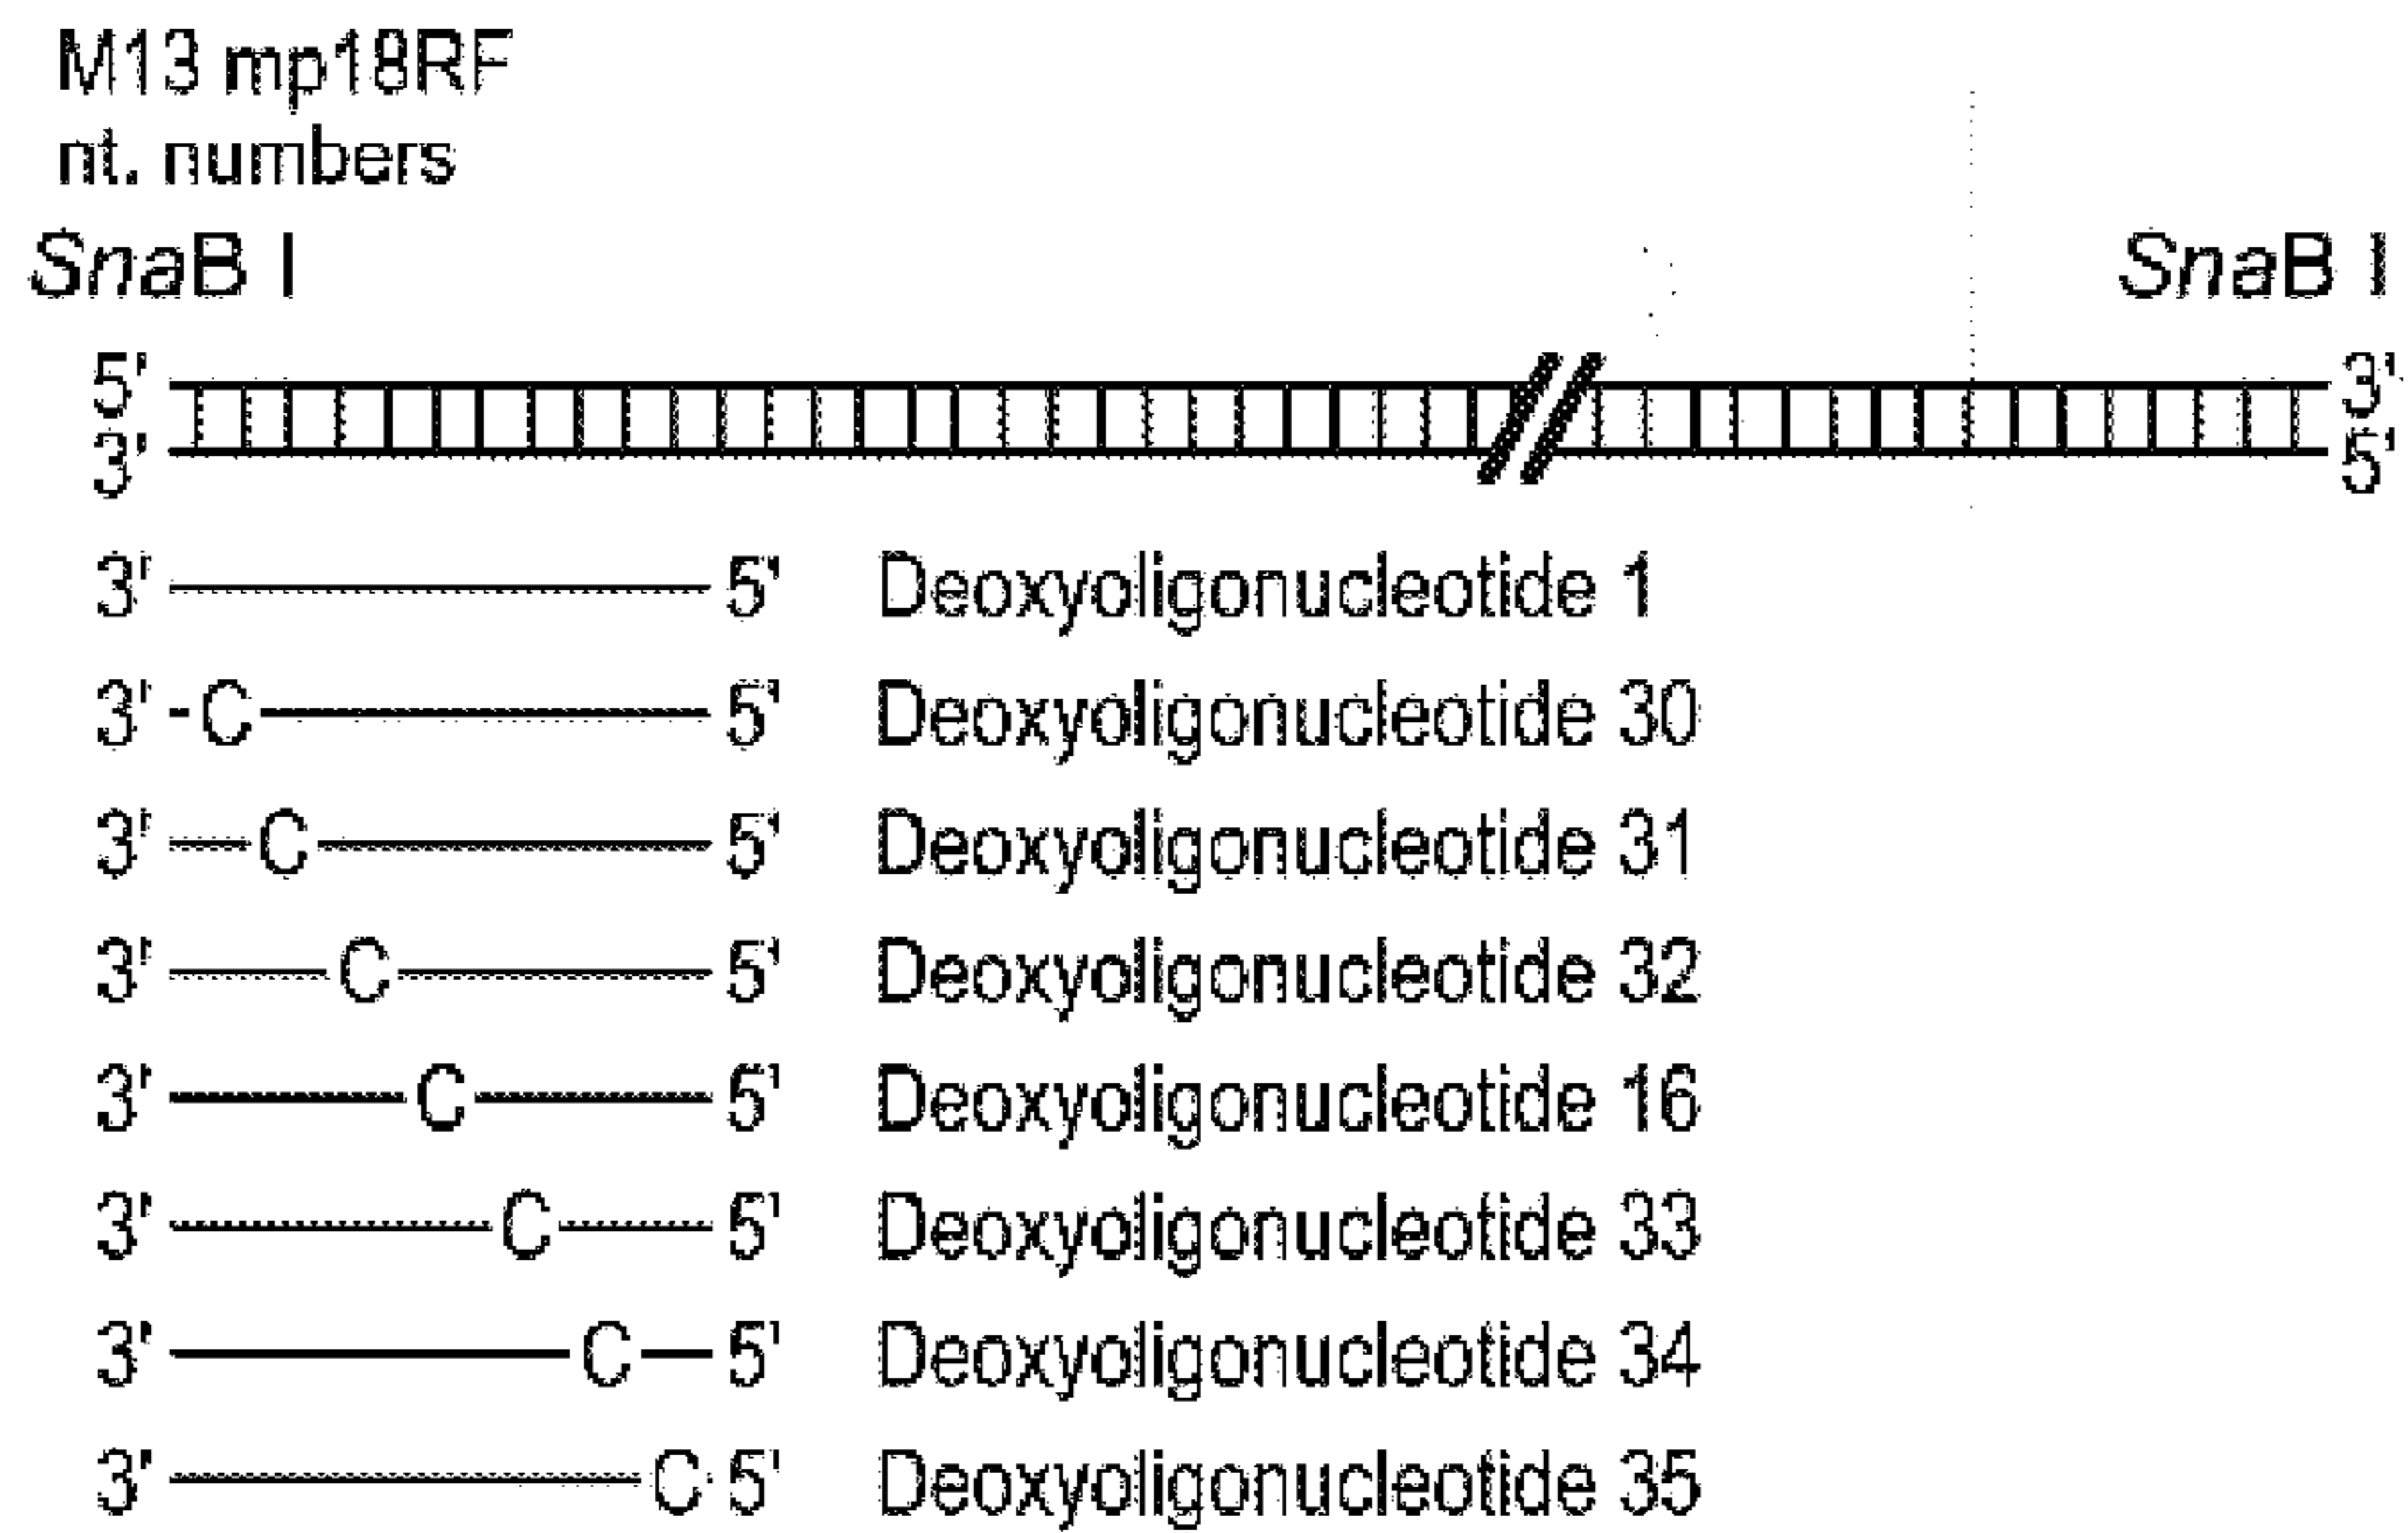 M13 mp18RF
nt. numbers
SnaB I SnaB I
5' 3'
3' 5'
3' 5' Deoxyoligonucleotide 1
3' C 5' Deoxyoligonucleotide 30
3' C 5' Deoxyoligonucleotide 31
3' C 5' Deoxyoligonucleotide 32
3' C 5' Deoxyoligonucleotide 16
3' C 5' Deoxyoligonucleotide 33
3' C 5' Deoxyoligonucleotide 34
3' C 5' Deoxyoligonucleotide 35